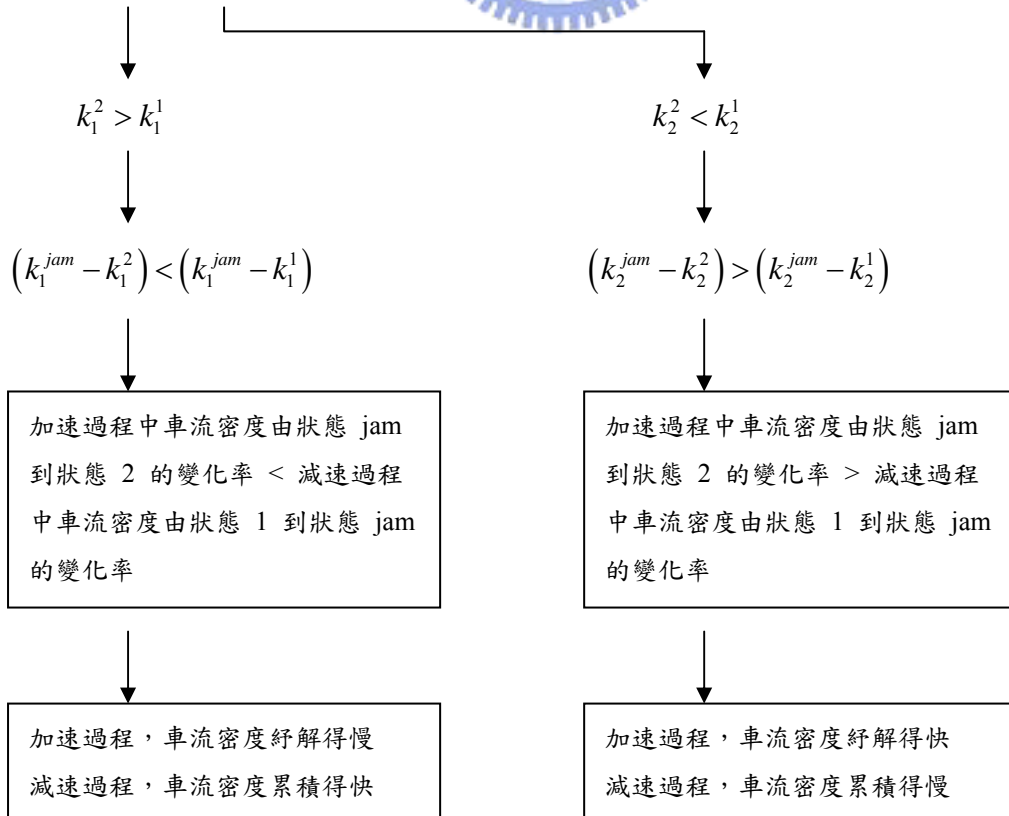 $k_1^2 > k_1^1$
$\left(k_1^{jam} - k_1^2\right) < \left(k_1^{jam} - k_1^1\right)$
加速過程中車流密度由狀態 jam
到狀態 2 的變化率 < 減速過程
中車流密度由狀態 1 到狀態 jam
的變化率
加速過程，車流密度紓解得慢
減速過程，車流密度累積得快
$k_2^2 < k_2^1$
$\left(k_2^{jam} - k_2^2\right) > \left(k_2^{jam} - k_2^1\right)$
加速過程中車流密度由狀態 jam
到狀態 2 的變化率 > 減速過程
中車流密度由狀態 1 到狀態 jam
的變化率
加速過程，車流密度紓解得快
減速過程，車流密度累積得慢